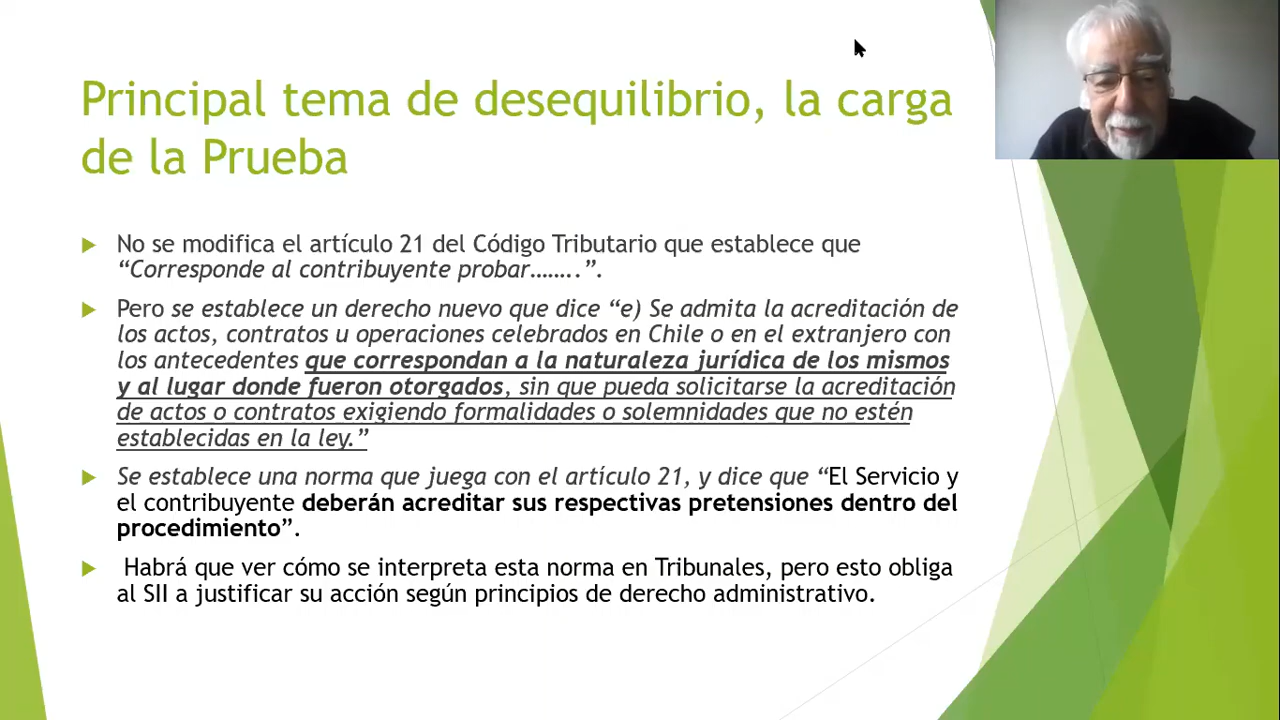 Principal tema de desequilibrio, la carga
de la Prueba
No se modifica el artículo 21 del Código Tributario que establece que
“Corresponde al contribuyente probar……..”.
Pero se establece un derecho nuevo que dice “e) Se admita la acreditación de
los actos, contratos u operaciones celebrados en Chile o en el extranjero con
los antecedentes que correspondan a la naturaleza jurídica de los mismos
y al lugar donde fueron otorgados, sin que pueda solicitarse la acreditación
de actos o contratos exigiendo formalidades o solemnidades que no estén
establecidas en la ley.”
Se establece una norma que juega con el artículo 21, y dice que “El Servicio y
el contribuyente deberán acreditar sus respectivas pretensiones dentro del
procedimiento”.
Habrá que ver cómo se interpreta esta norma en Tribunales, pero esto obliga
al SII a justificar su acción según principios de derecho administrativo.